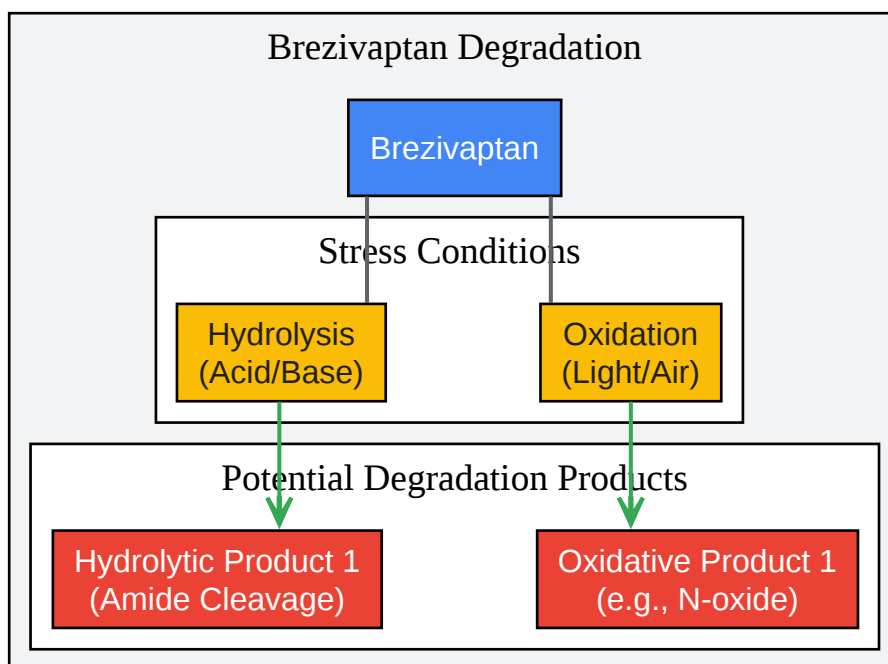 Brezivaptan Degradation
Brezivaptan
Stress Conditions
Hydrolysis
(Acid/Base)
Oxidation
(Light/Air)
Potential Degradation Products
Hydrolytic Product 1
(Amide Cleavage)
Oxidative Product 1
(e.g., N-oxide)